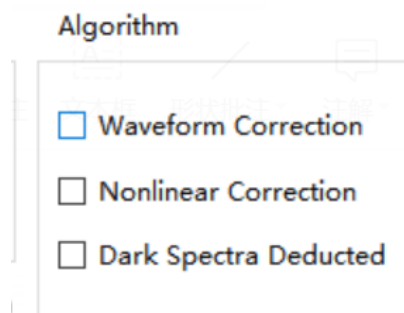 Algorithm
Waveform Correction
Nonlinear Correction
Dark Spectra Deducted